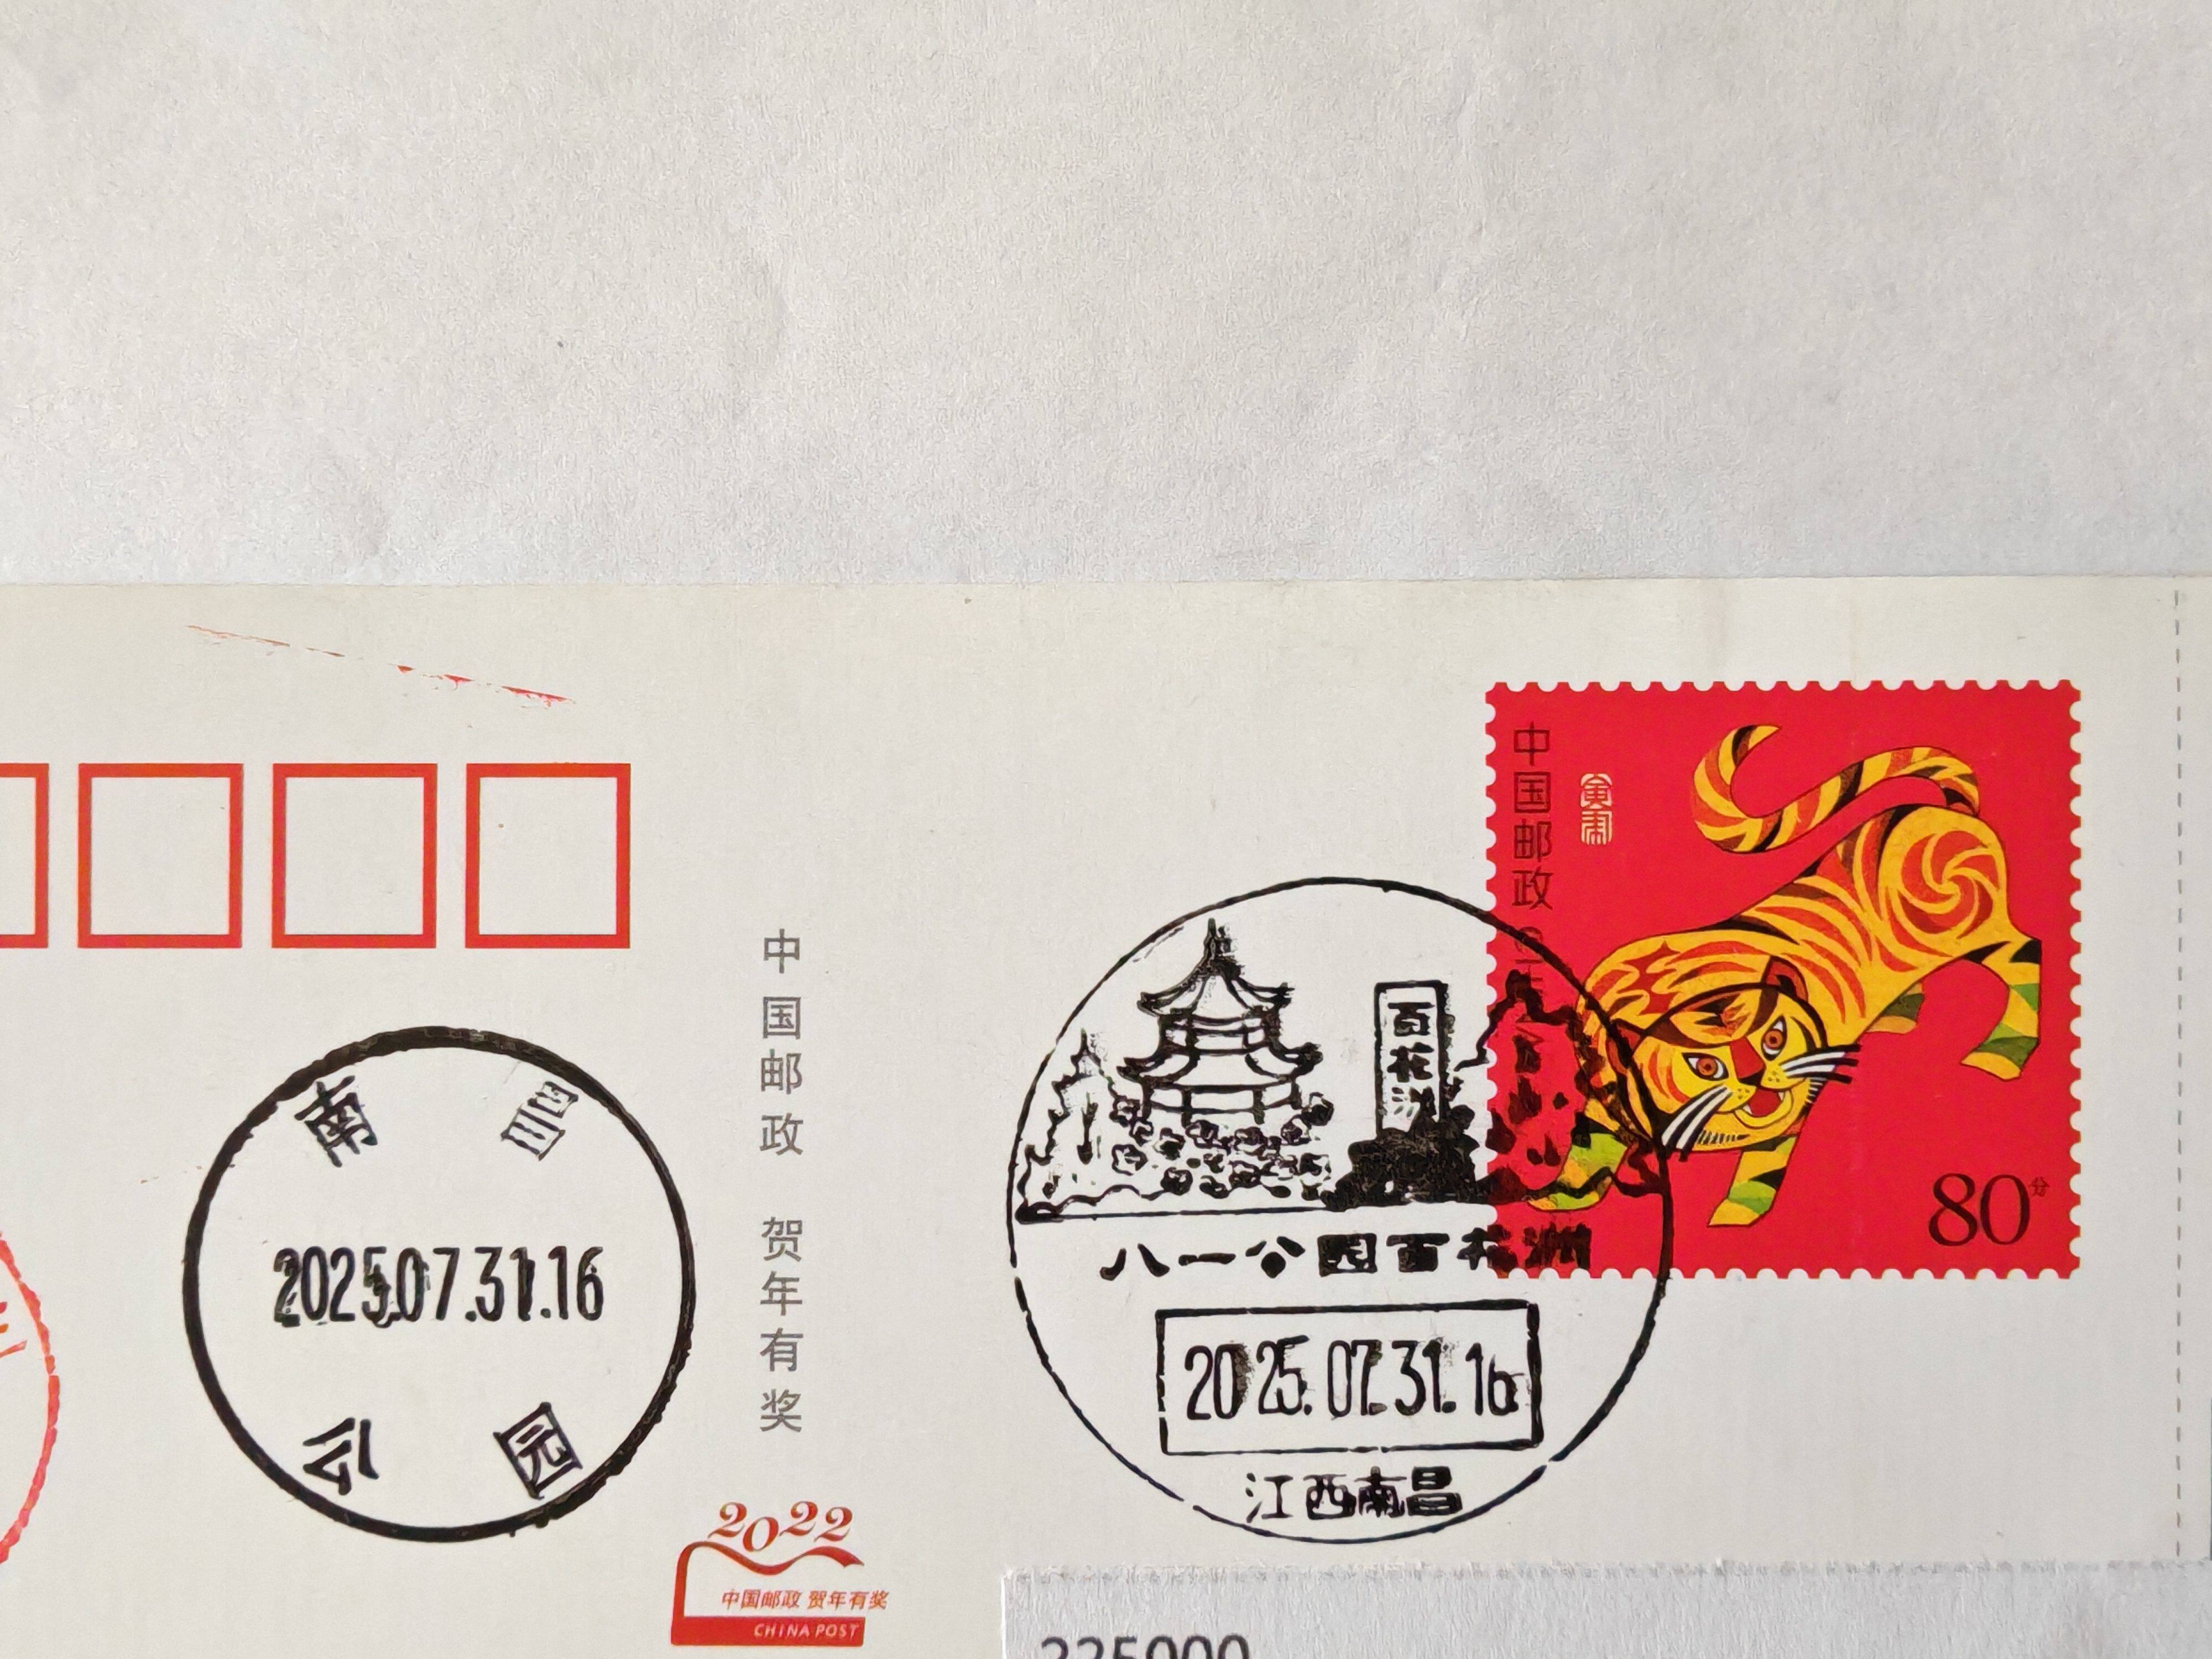 中国邮政
寅虎
80分
百花洲
八一公园百花洲
2025.07.31.16
江西南昌
南昌
2025.07.31.16
公园
中国邮政 贺年有奖
2022
中国邮政 贺年有奖
CHINA POST